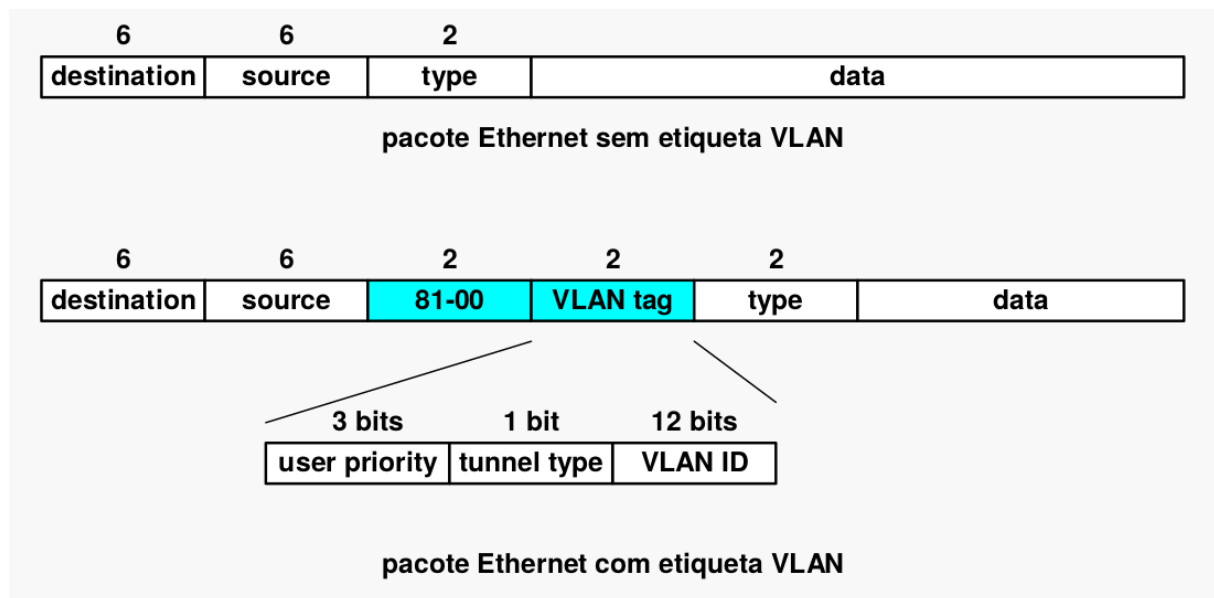 6 6 2
destination source type data
pacote Ethernet sem etiqueta VLAN
6 6 2 2 2
destination source 81-00 VLAN tag type data
3 bits 1 bit 12 bits
user priority tunnel type VLAN ID
pacote Ethernet com etiqueta VLAN